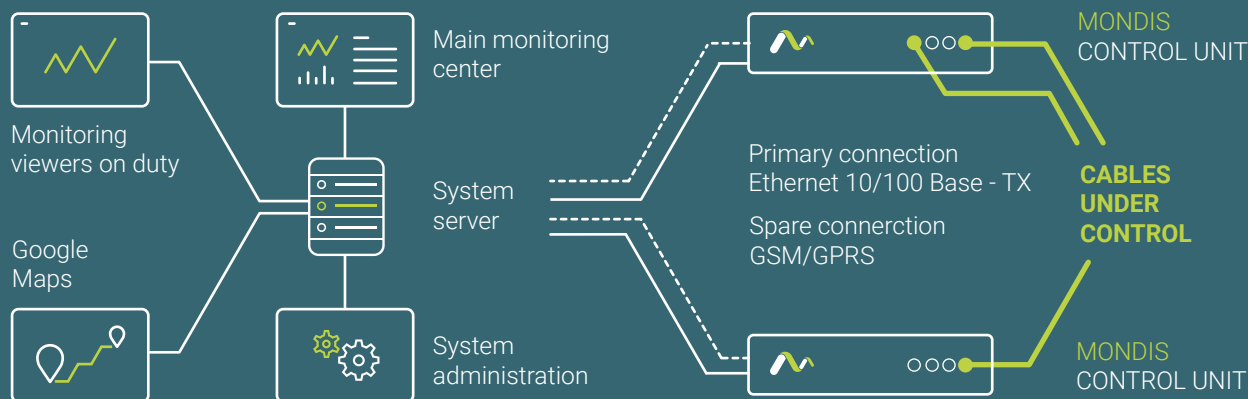 Monitoring
viewers on duty
Google
Maps
Main monitoring
center
System
server
System
administration
Primary connection
Ethernet 10/100 Base - TX
Spare connerction
GSM/GPRS
MONDIS
CONTROL UNIT
CABLES
UNDER
CONTROL
MONDIS
CONTROL UNIT